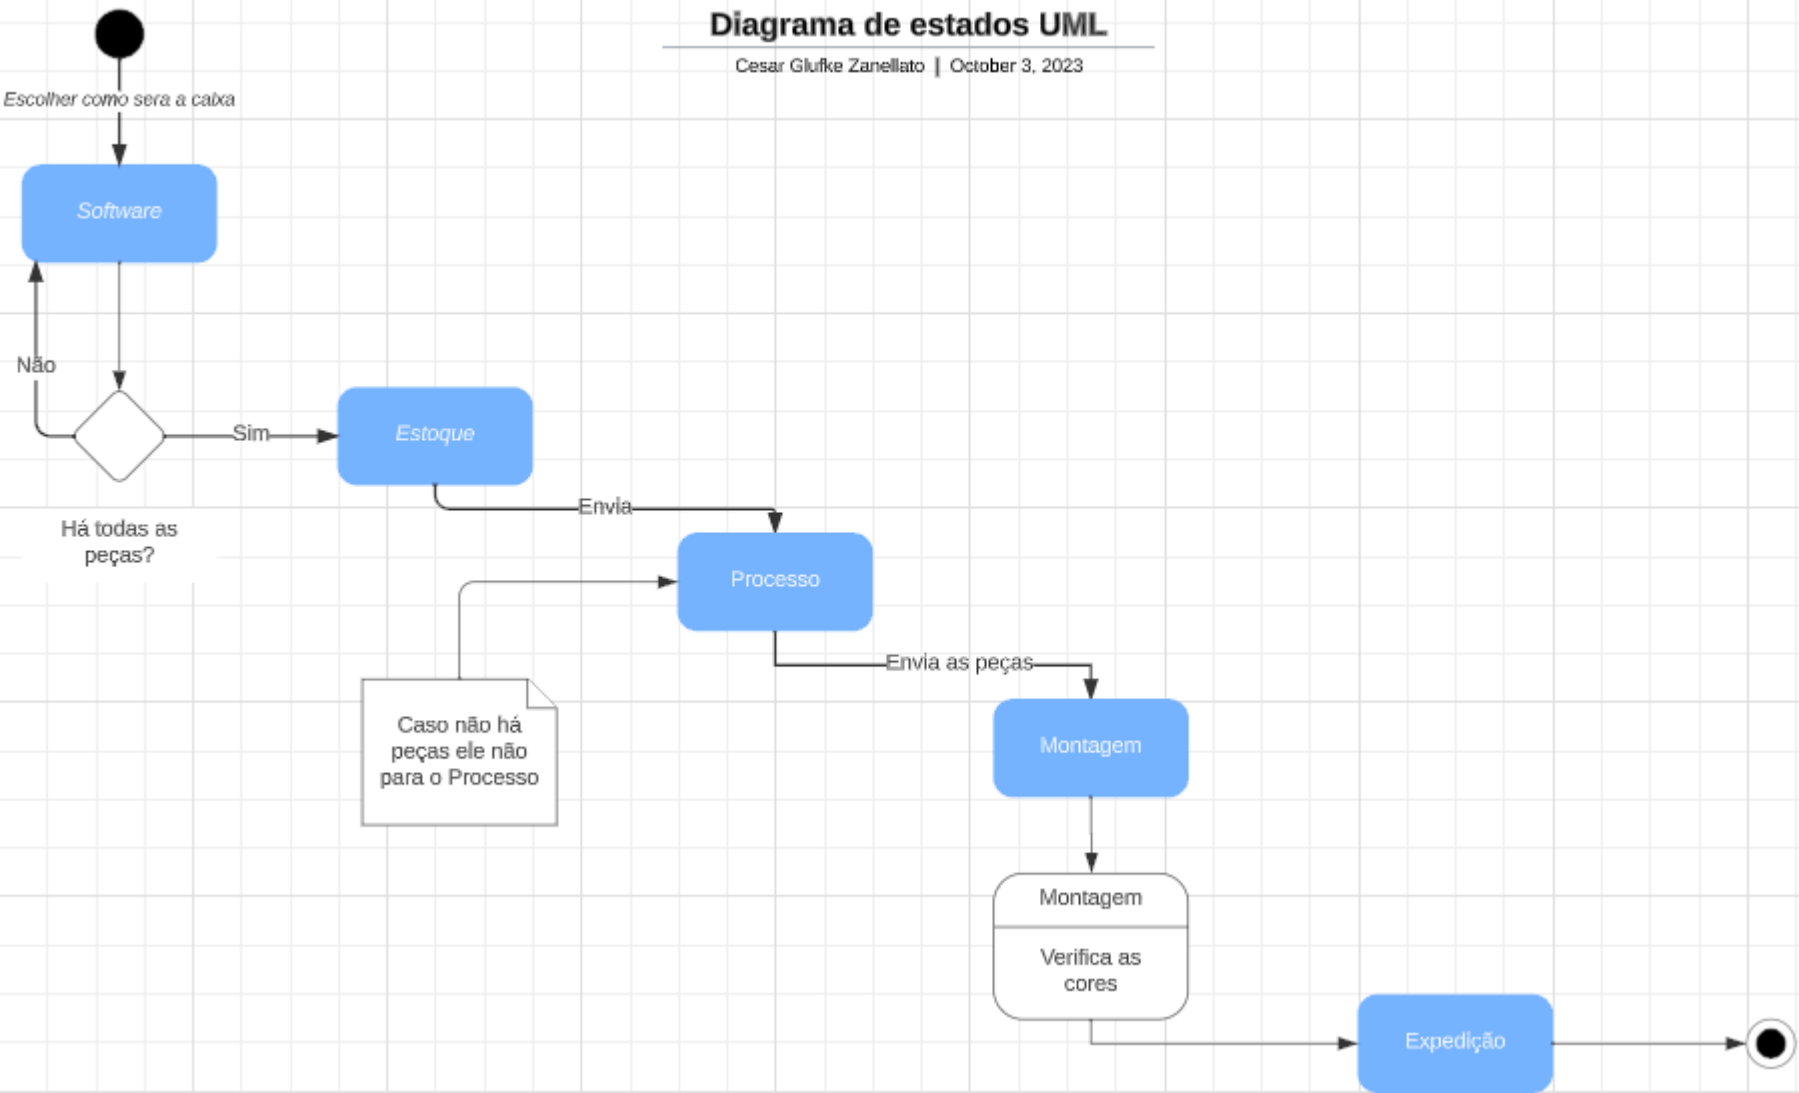 Diagrama de estados UML
Cesar Glufke Zanellato | October 3, 2023
Escolher como sera a caixa
Software
Não
Sim
Estoque
Há todas as
peças?
Envia
Processo
Envia as peças
Caso não há
peças ele não
para o Processo
Montagem
Montagem
Verifica as
cores
Expedição